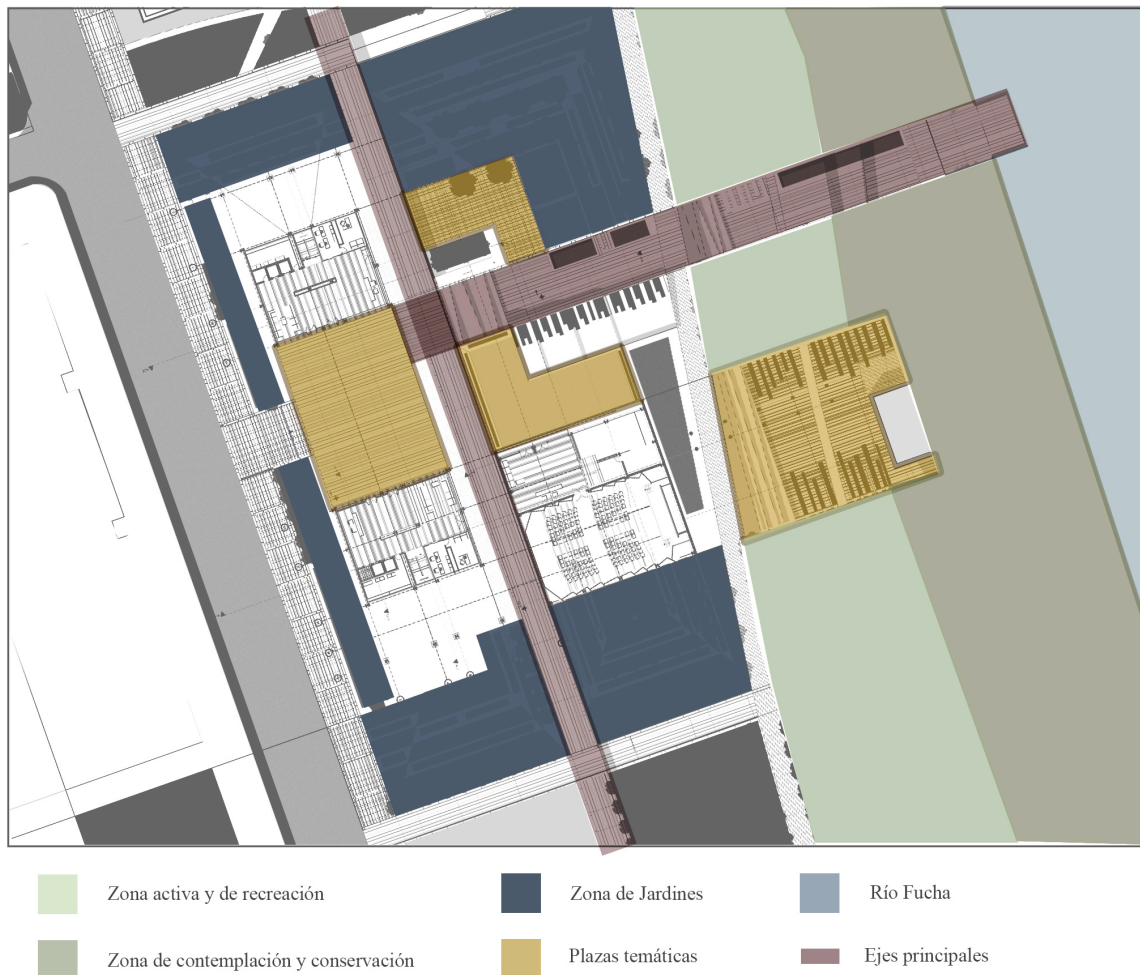 Zona activa y de recreación
Zona de Jardines
Río Fucha
Zona de contemplación y conservación
Plazas temáticas
Ejes principales